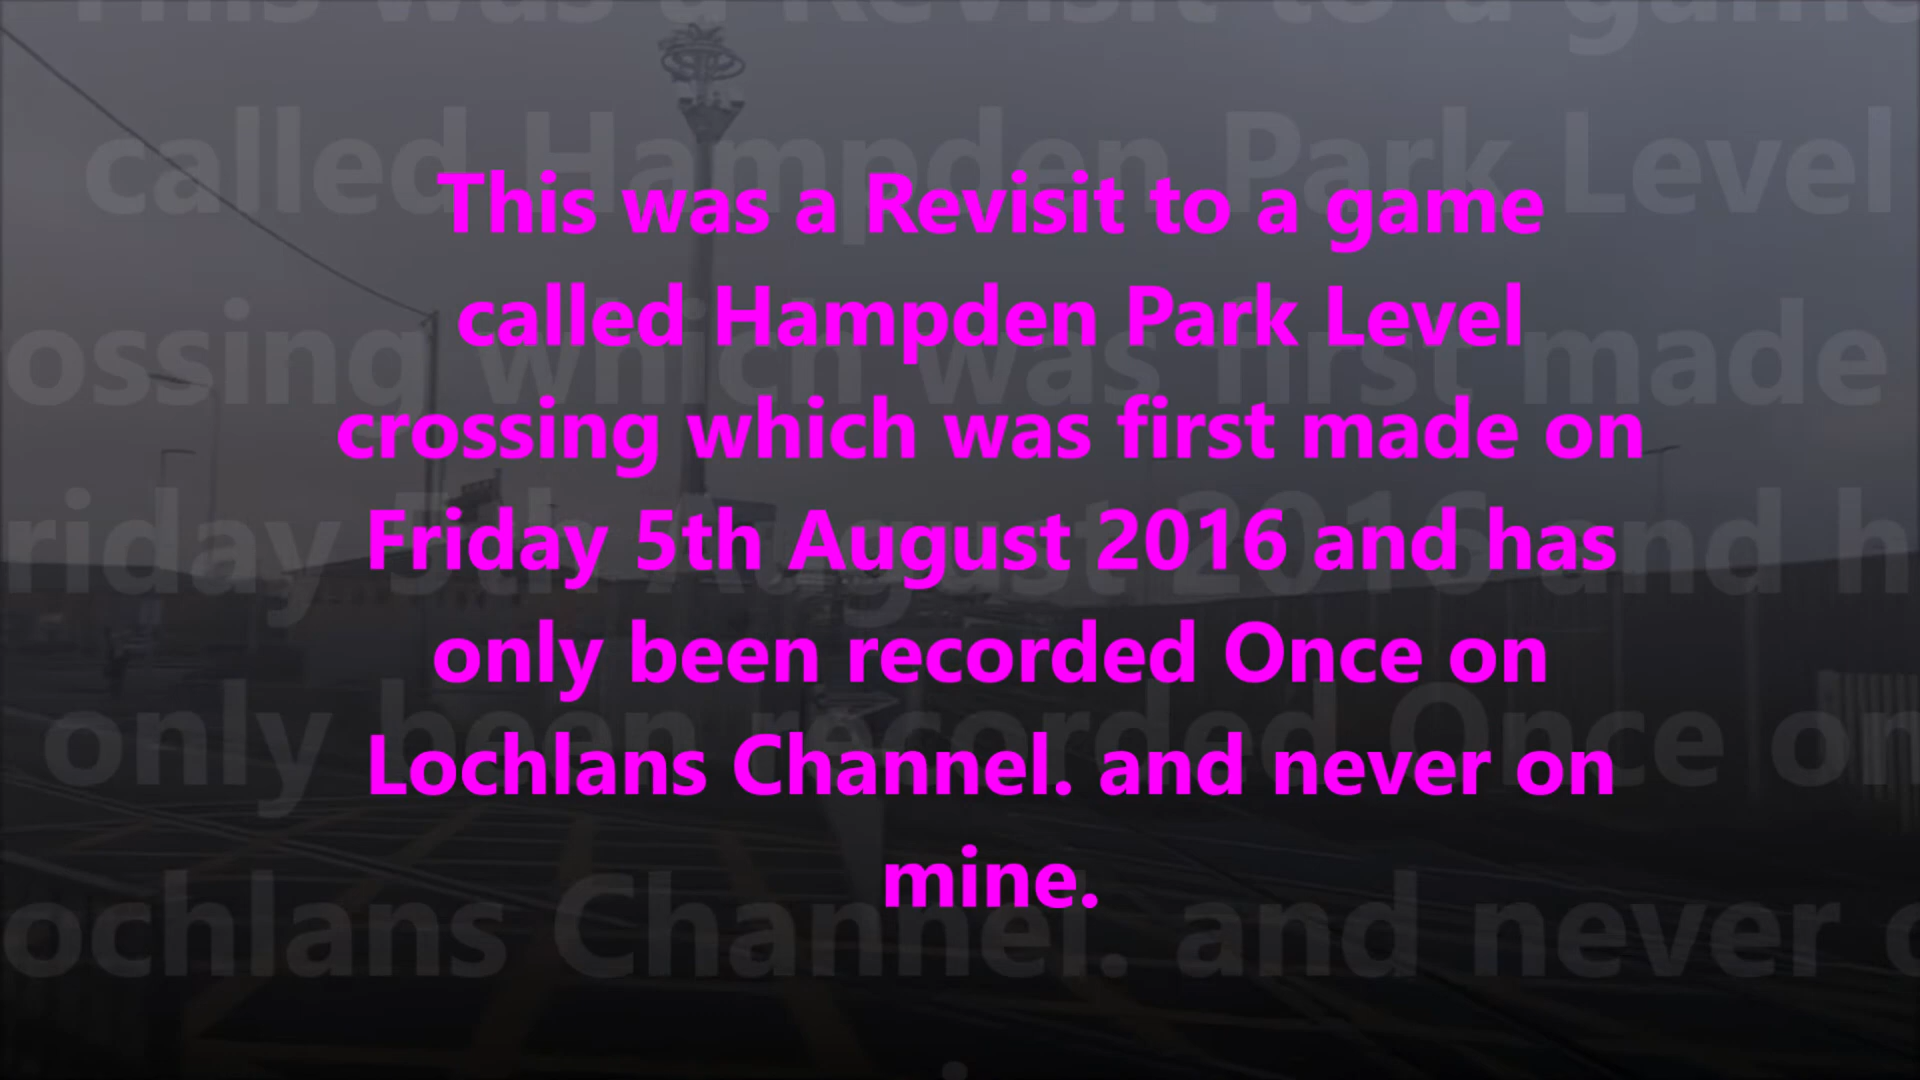 This was a Revisit to a game
called Hampden Park Level
crossing which was first made on
Friday 5th August 2016 and has
only been recorded Once on
Lochlans Channel. and never on
mine.